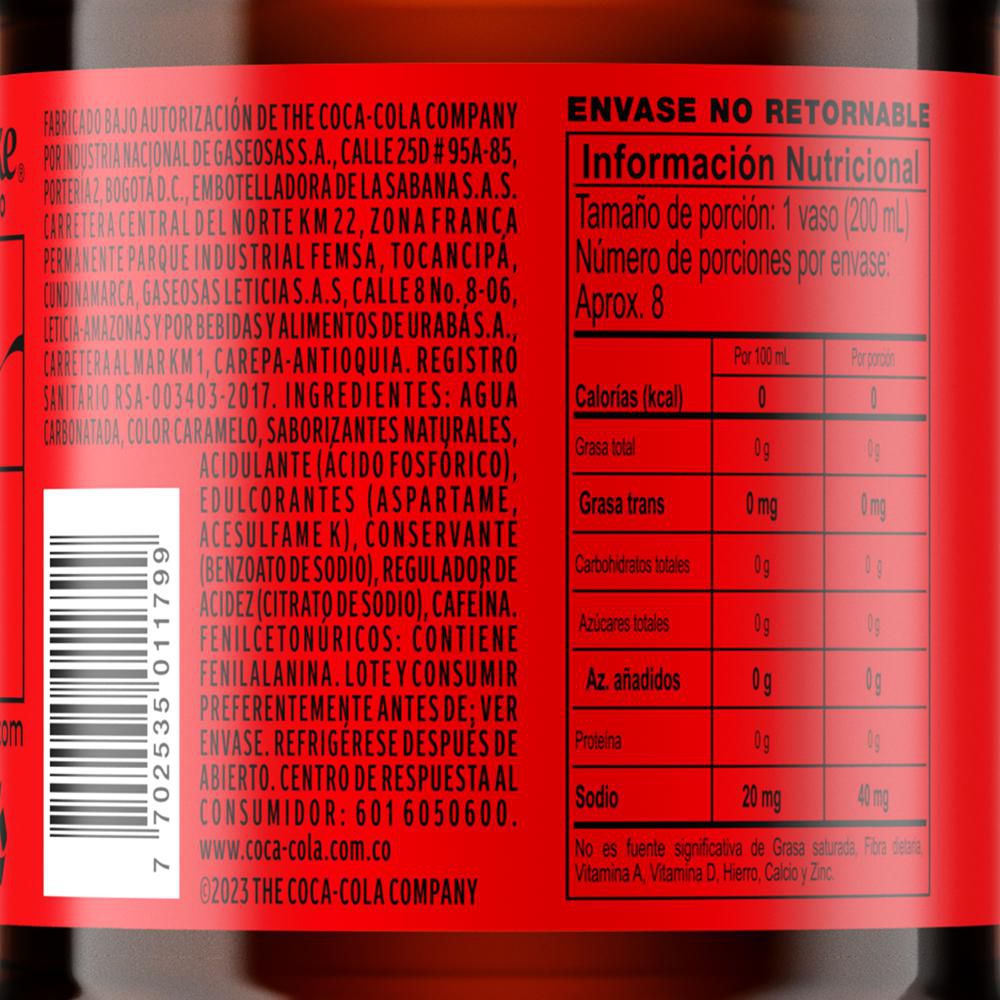 FABRICADO BAJO AUTORIZACIÓN DE THE COCA-COLA COMPANY
POR INDUSTRIA NACIONAL DE GASEOSAS S.A., CALLE 25D # 95A-85,
PORTERÍA 2, BOGOTÁ D.C., EMBOTELLADORA DE LA SABANA S.A.S.
CARRETERA CENTRAL DEL NORTE KM 22, ZONA FRANCA
PERMANENTE PARQUE INDUSTRIAL FEMSA, TOCANCIPÁ,
CUNDINAMARCA, GASEOSAS LETICIA S.A.S, CALLE 8 No. 8-06,
LETICIA-AMAZONAS Y POR BEBIDAS Y ALIMENTOS DE URABÁ S.A.,
CARRETERA AL MAR KM 1, CAREPA-ANTIOQUIA. REGISTRO
SANITARIO RSA-003403-2017. INGREDIENTES: AGUA
CARBONATADA, COLOR CARAMELO, SABORIZANTES NATURALES,
ACIDULANTE (ÁCIDO FOSFÓRICO),
EDULCORANTES (ASPARTAME,
ACESULFAME K), CONSERVANTE
(BENZOATO DE SODIO), REGULADOR DE
ACIDEZ (CITRATO DE SODIO), CAFEÍNA.
FENILCETONÚRICOS: CONTIENE
FENILALANINA. LOTE Y CONSUMIR
PREFERENTEMENTE ANTES DE: VER
ENVASE. REFRIGÉRESE DESPUÉS DE
ABIERTO. CENTRO DE RESPUESTA AL
CONSUMIDOR: 601 6050600.
www.coca-cola.com.co
©2023 THE COCA-COLA COMPANY
7 702535 011799
om
ENVASE NO RETORNABLE
Información Nutricional
Tamaño de porción: 1 vaso (200 mL)
Número de porciones por envase:
Aprox. 8
Por 100 mL Por porción
Calorías (kcal) 0 0
Grasa total 0 g 0 g
Grasa trans 0 mg 0 mg
Carbohidratos totales 0 g 0 g
Azúcares totales 0 g 0 g
Az. añadidos 0 g 0 g
Proteína 0 g 0 g
Sodio 20 mg 40 mg
No es fuente significativa de Grasa saturada, Fibra dietaria,
Vitamina A, Vitamina D, Hierro, Calcio y Zinc.